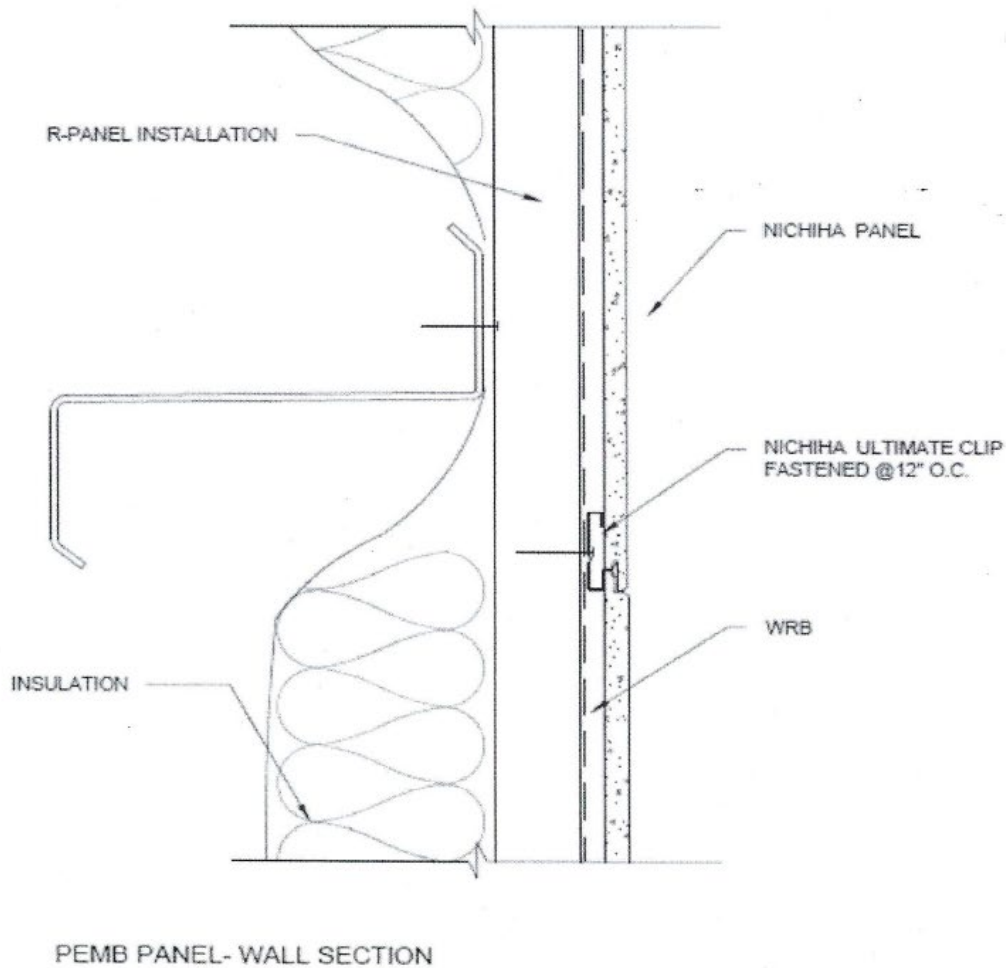 R-PANEL INSTALLATION
NICHIHA PANEL
NICHIHA ULTIMATE CLIP
FASTENED @12" O.C.
WRB
INSULATION
PEMB PANEL- WALL SECTION